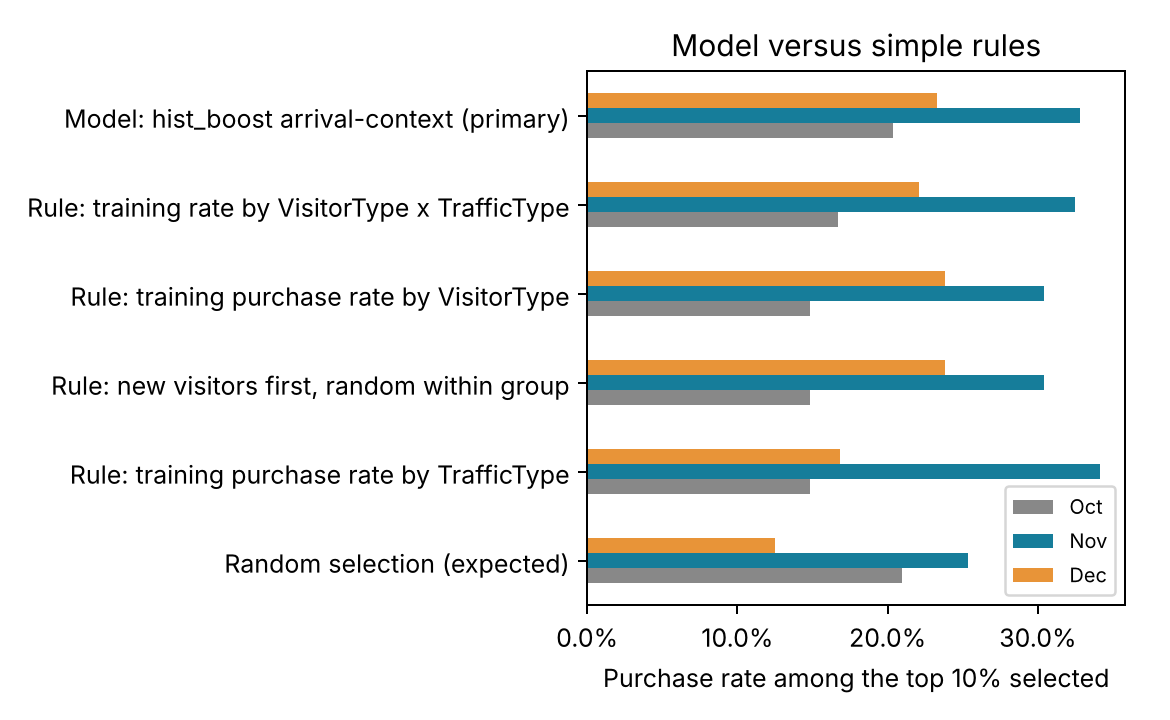 Model versus simple rules
Model: hist_boost arrival-context (primary)
Rule: training rate by VisitorType x TrafficType
Rule: training purchase rate by VisitorType
Rule: new visitors first, random within group
Rule: training purchase rate by TrafficType
Random selection (expected)
Oct
Nov
Dec
0.0% 10.0% 20.0% 30.0%
Purchase rate among the top 10% selected